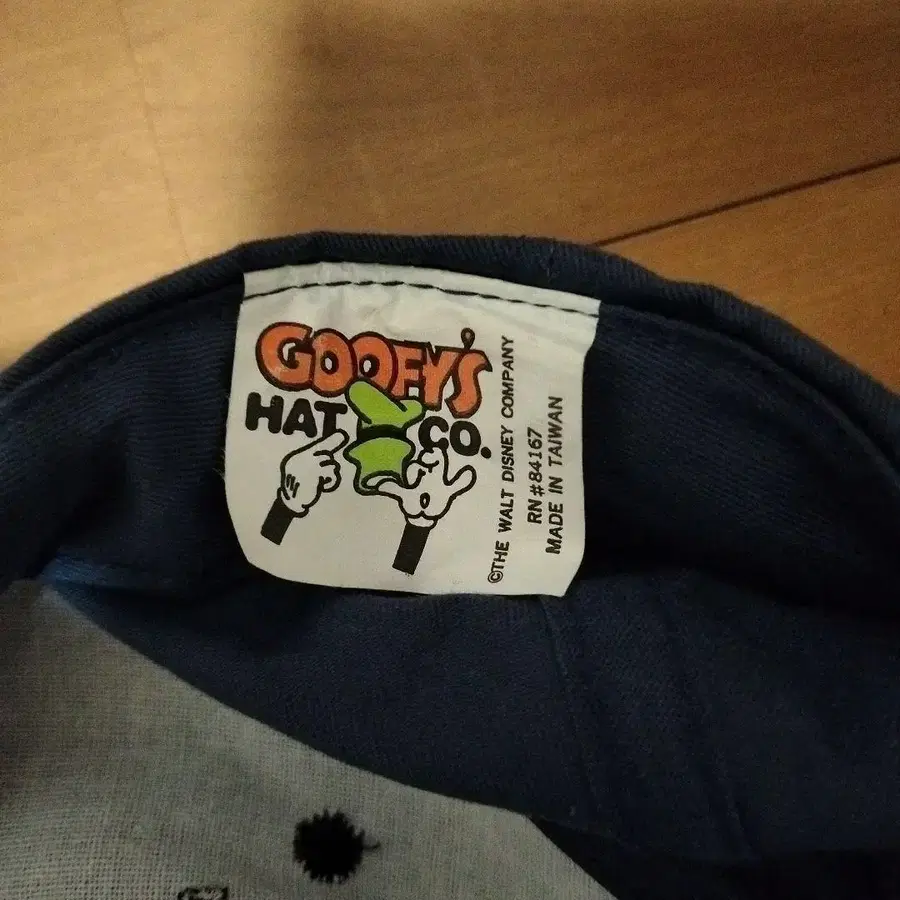 GOOFY'S
HAT CO.
©THE WALT DISNEY COMPANY
RN#84167
MADE IN TAIWAN